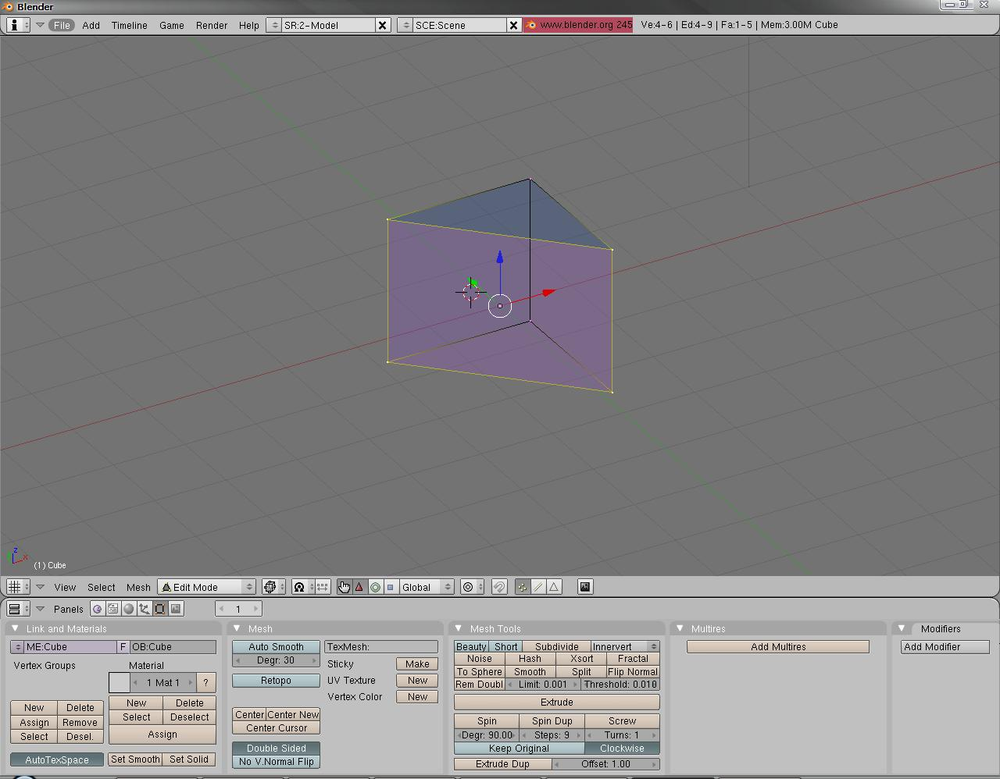 Blender
File Add Timeline Game Render Help SR:2-Model SCE:Scene www.blender.org 245 Ve:4-6 | Ed:4-9 | Fa:1-5 | Mem:3.00M Cube
z
x
(1) Cube
View Select Mesh Edit Mode Global
Panels 1
Link and Materials
ME:Cube F OB:Cube
Vertex Groups Material
1 Mat 1 ?
New Delete
Assign Remove
Select Desel.
New Delete
Select Deselect
Assign
AutoTexSpace Set Smooth Set Solid
Mesh
Auto Smooth
Degr: 30
Retopo
Center Center New
Center Cursor
Double Sided
No V.Normal Flip
TexMesh:
Sticky Make
UV Texture New
Vertex Color New
Mesh Tools
Beauty Short Subdivide Innervert
Noise Hash Xsort Fractal
To Sphere Smooth Split Flip Normal
Rem Doubl Limit: 0.001 Threshold: 0.010
Extrude
Spin Spin Dup Screw
Degr: 90.00 Steps: 9 Turns: 1
Keep Original Clockwise
Extrude Dup Offset: 1.00
Multires
Add Multires
Modifiers
Add Modifier